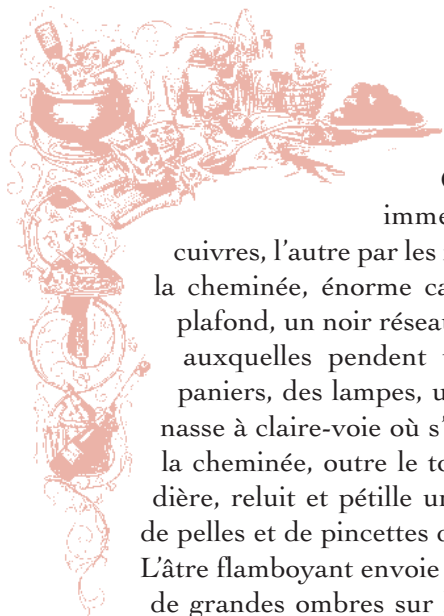 imme
cuivres, l'autre par les
la cheminée, énorme ca
plafond, un noir réseau
auxquelles pendent
paniers, des lampes, u
nasse à claire-voie où s'
la cheminée, outre le to
dière, reluit et pétille un
de pelles et de pincettes
L'âtre flamboyant envoie
de grandes ombres sur